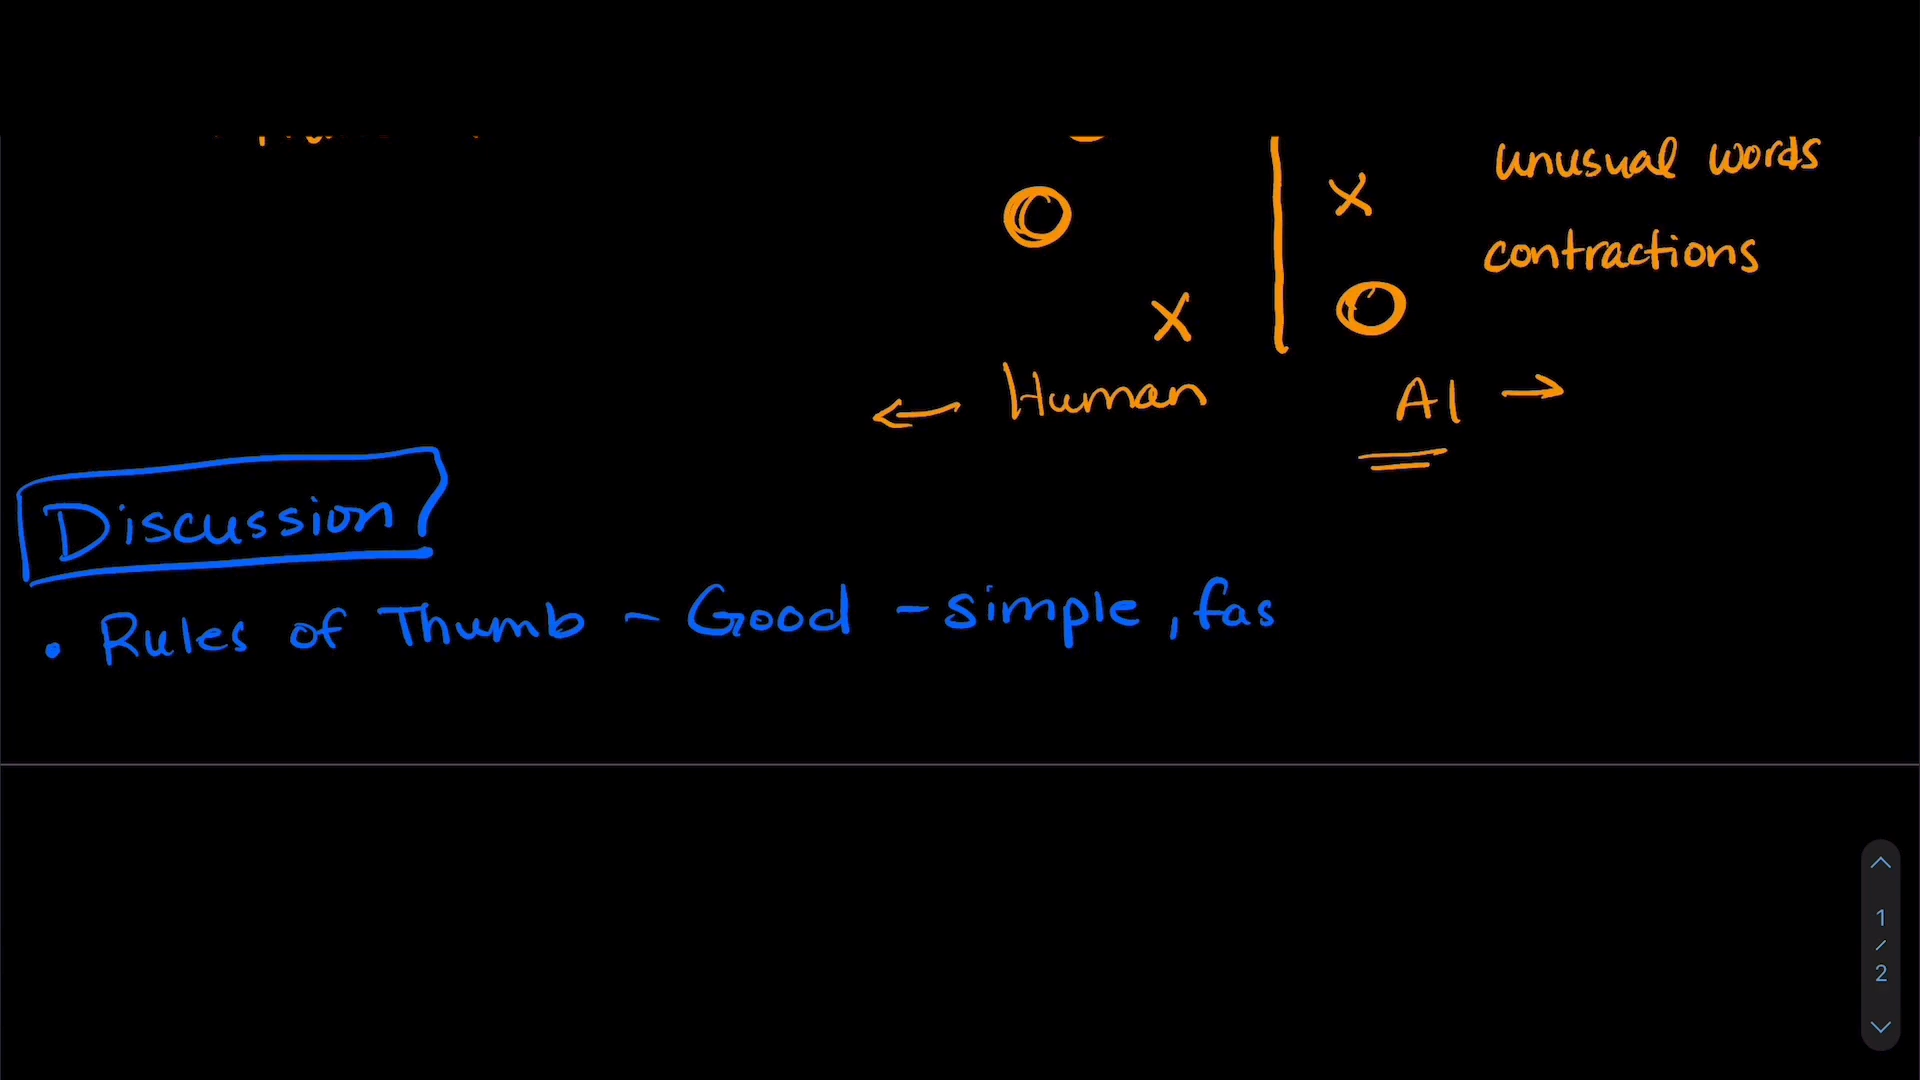 unusual words
contractions
X
X
← Human AI →
Discussion
• Rules of Thumb - Good - simple, fas
1
/
2